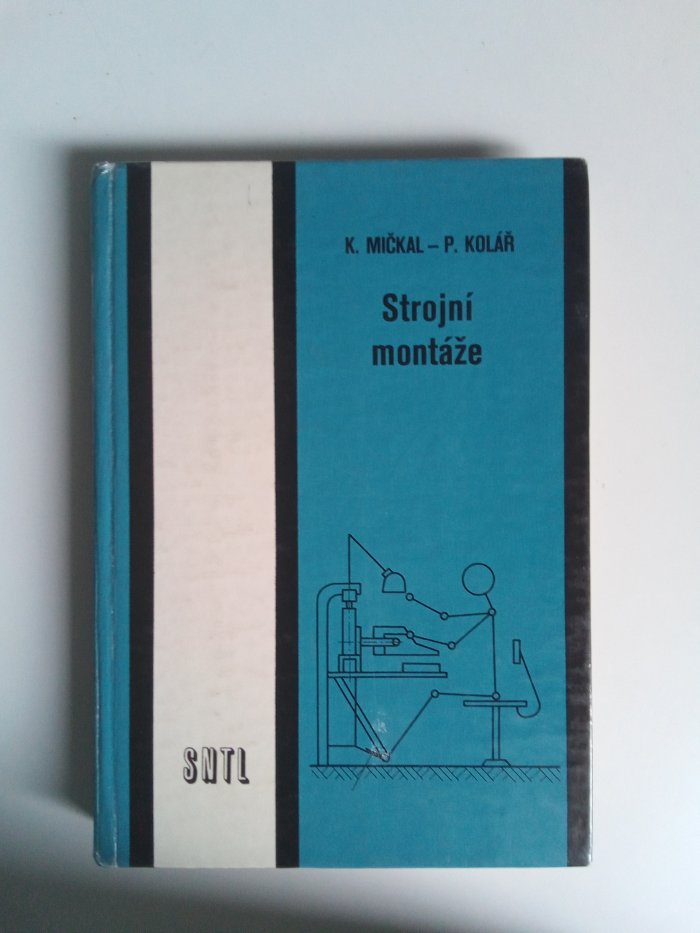 K. MIČKAL – P. KOLÁŘ
Strojní
montáže
SNTL